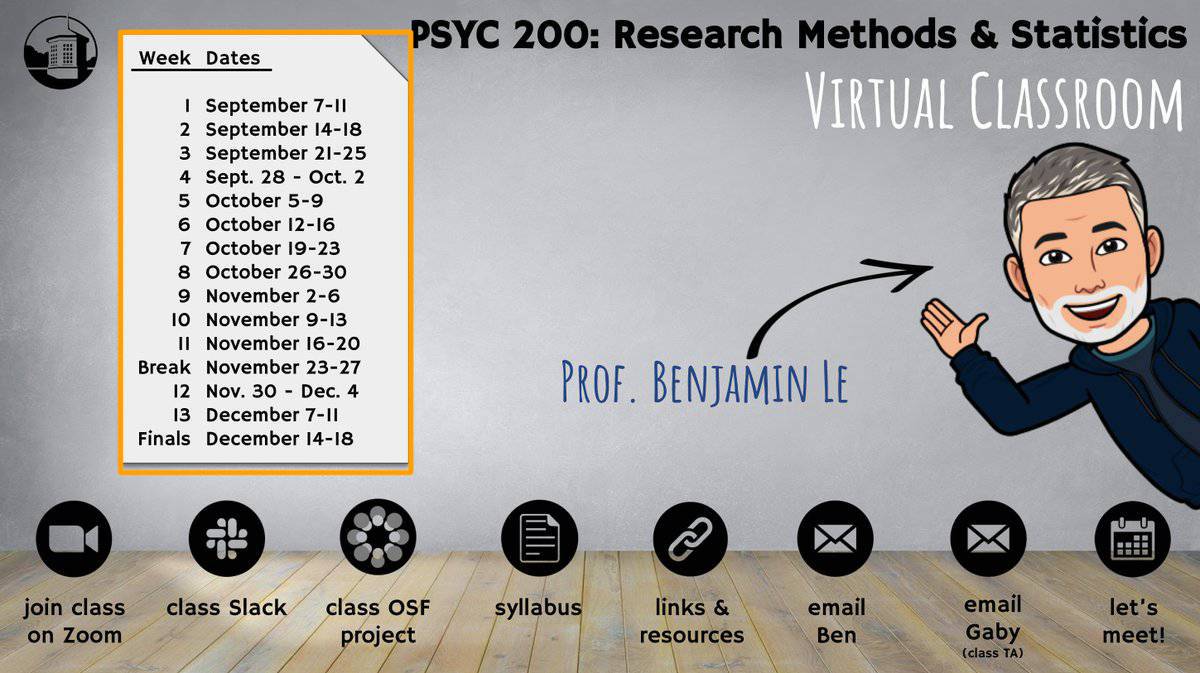 PSYC 200: Research Methods & Statistics
Virtual Classroom
Week Dates
1 September 7-11
2 September 14-18
3 September 21-25
4 Sept. 28 - Oct. 2
5 October 5-9
6 October 12-16
7 October 19-23
8 October 26-30
9 November 2-6
10 November 9-13
11 November 16-20
Break November 23-27
12 Nov. 30 - Dec. 4
13 December 7-11
Finals December 14-18
Prof. Benjamin Le
join class
on Zoom
class Slack
class OSF
project
syllabus
links &
resources
email
Ben
email
Gaby
(class TA)
let's
meet!